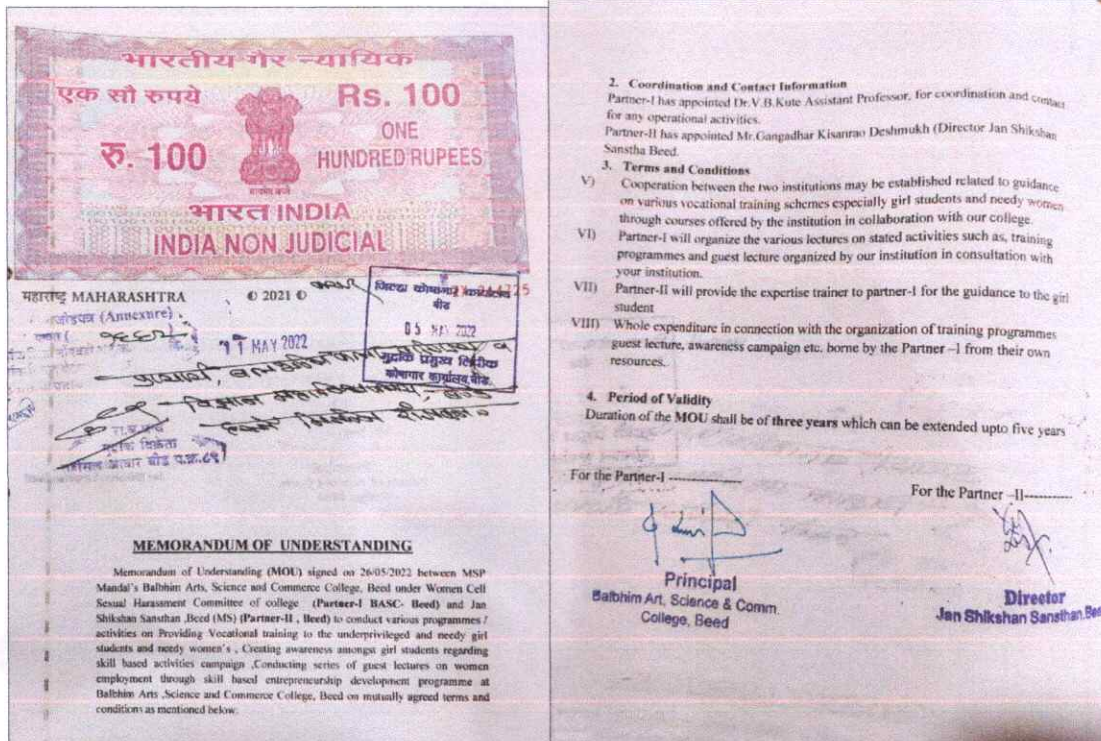 भारतीय गैर न्यायिक
एक सौ रुपये
Rs. 100
रु. 100
ONE
HUNDRED RUPEES
सत्यमेव जयते
भारत INDIA
INDIA NON JUDICIAL
महाराष्ट्र MAHARASHTRA
© 2021 ©
जोडपत्र (Annexure)
11 MAY 2022
जिल्हा कोषागार कार्यालय
बीड
05 MAY 2022
मुद्रांक प्रमुख लिपीक
कोषागार कार्यालय, बीड.
मुद्रांक विक्रेता
MEMORANDUM OF UNDERSTANDING
Memorandum of Understanding (MOU) signed on 26/05/2022 between MSP
Mandal's Balbhim Arts, Science and Commerce College, Beed under Women Cell
Sexual Harassment Committee of college (Partner-I BASC- Beed) and Jan
Shikshan Sansthan ,Beed (MS) (Partner-II , Beed) to conduct various programmes /
activities on Providing Vocational training to the underprivileged and needy girl
students and needy women's , Creating awareness amongst girl students regarding
skill based activities campaign ,Conducting series of guest lectures on women
employment through skill based entrepreneurship development programme at
Balbhim Arts ,Science and Commerce College, Beed on mutually agreed terms and
conditions as mentioned below:
2. Coordination and Contact Information
Partner-I has appointed Dr.V.B.Kute Assistant Professor, for coordination and contact
for any operational activities.
Partner-II has appointed Mr.Gangadhar Kisanrao Deshmukh (Director Jan Shikshan
Sanstha Beed.
3. Terms and Conditions
V) Cooperation between the two institutions may be established related to guidance
on various vocational training schemes especially girl students and needy women
through courses offered by the institution in collaboration with our college.
VI) Partner-I will organize the various lectures on stated activities such as, training
programmes and guest lecture organized by our institution in consultation with
your institution.
VII) Partner-II will provide the expertise trainer to partner-I for the guidance to the girl
student
VIII) Whole expenditure in connection with the organization of training programmes
guest lecture, awareness campaign etc. borne by the Partner –I from their own
resources.
4. Period of Validity
Duration of the MOU shall be of three years which can be extended upto five years
For the Partner-I --------------
For the Partner –II-----------
Principal
Balbhim Art, Science & Comm.
College, Beed
Director
Jan Shikshan Sansthan,Beed